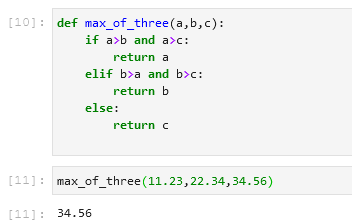 [10]: def max_of_three(a,b,c):
    if a>b and a>c:
        return a
    elif b>a and b>c:
        return b
    else:
        return c
[11]: max_of_three(11.23,22.34,34.56)
[11]: 34.56